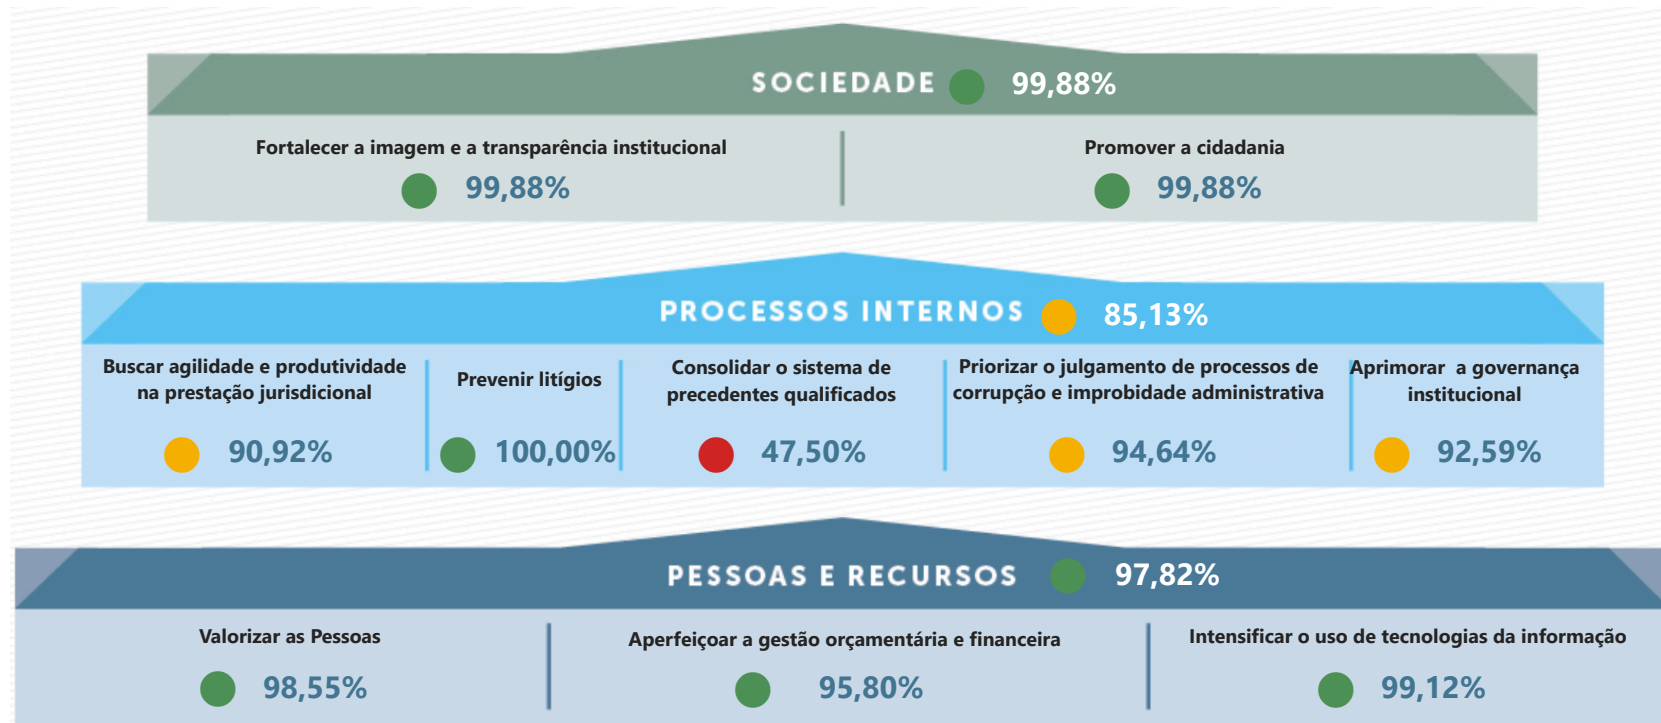 SOCIEDADE 99,88%
Fortalecer a imagem e a transparência institucional
99,88%
Promover a cidadania
99,88%
PROCESSOS INTERNOS 85,13%
Buscar agilidade e produtividade
na prestação jurisdicional
90,92%
Prevenir litígios
100,00%
Consolidar o sistema de
precedentes qualificados
47,50%
Priorizar o julgamento de processos de
corrupção e improbidade administrativa
94,64%
Aprimorar a governança
institucional
92,59%
PESSOAS E RECURSOS 97,82%
Valorizar as Pessoas
98,55%
Aperfeiçoar a gestão orçamentária e financeira
95,80%
Intensificar o uso de tecnologias da informação
99,12%